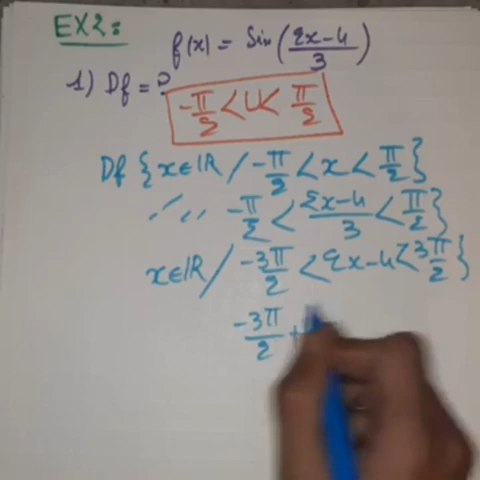 EX2:
f(x) = Sin(2x-4/3)
1) Df = ?
-π/2 < U < π/2
Df {x∈IR / -π/2 < x < π/2}
// // -π/2 < 2x-4/3 < π/2}
x∈IR / -3π/2 < 2x-4 < 3π/2}
-3π/2 +